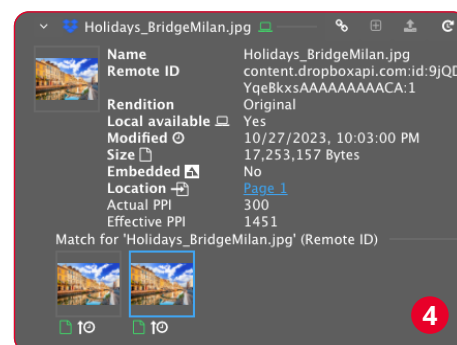 Holidays_BridgeMilan.jpg
Name Holidays_BridgeMilan.jpg
Remote ID content.dropboxapi.com:id:9jQD
YqeBkxsAAAAAAAAACA:1
Rendition Original
Local available Yes
Modified 10/27/2023, 10:03:00 PM
Size 17,253,157 Bytes
Embedded No
Location Page 1
Actual PPI 300
Effective PPI 1451
Match for 'Holidays_BridgeMilan.jpg' (Remote ID)
4